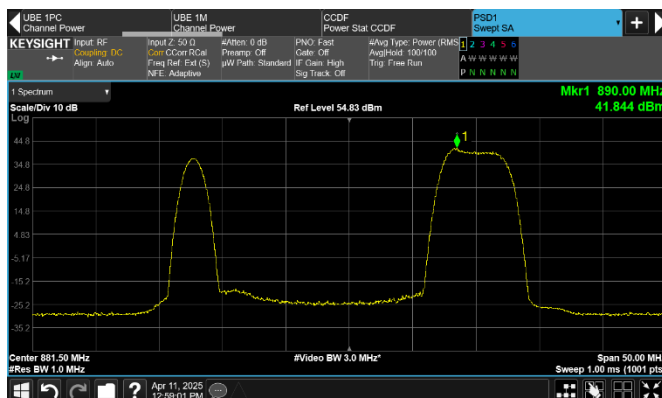 UBE 1PC
Channel Power
UBE 1M
Channel Power
CCDF
Power Stat CCDF
PSD1
Swept SA
KEYSIGHT
Input: RF
Coupling: DC
Align: Auto
Input Z: 50 Ω
Corr CCorr RCal
Freq Ref: Ext (S)
NFE: Adaptive
#Atten: 0 dB
Preamp: Off
µW Path: Standard
PNO: Fast
Gate: Off
IF Gain: High
Sig Track: Off
#Avg Type: Power (RMS
Avg|Hold: 100/100
Trig: Free Run
1 2 3 4 5 6
A W W W W W W
P N N N N N N
1 Spectrum
Scale/Div 10 dB
Ref Level 54.83 dBm
Mkr1 890.00 MHz
41.844 dBm
Log
1
44.8
34.8
24.8
14.8
4.83
-5.17
-15.2
-25.2
-35.2
Center 881.50 MHz
#Res BW 1.0 MHz
#Video BW 3.0 MHz*
Span 50.00 MHz
Sweep 1.00 ms (1001 pts
?
Apr 11, 2025
12:59:01 PM